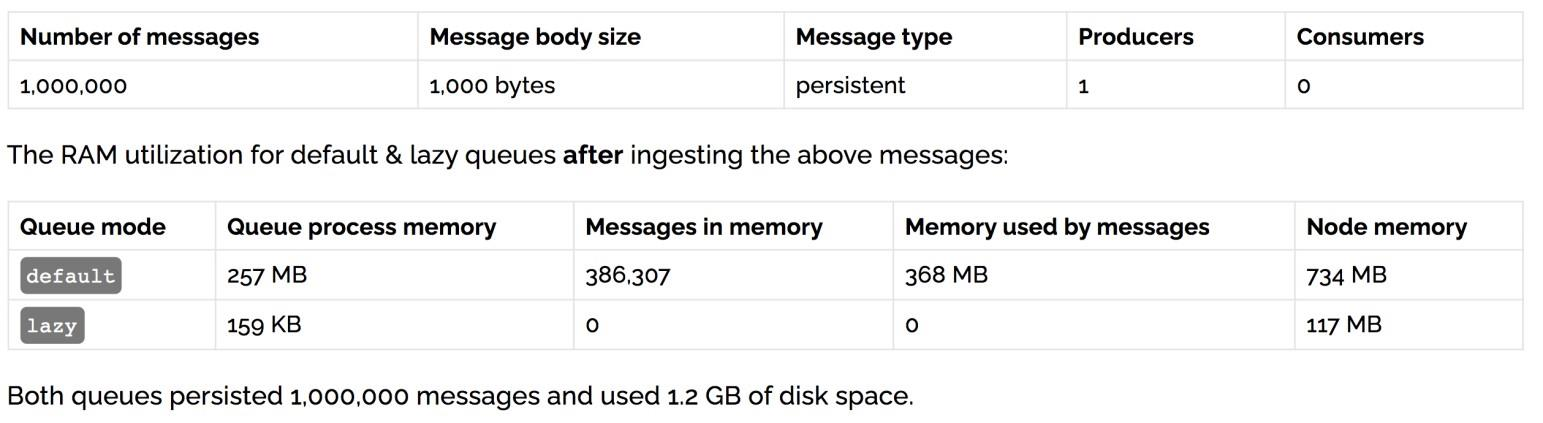 Number of messages Message body size Message type Producers Consumers
1,000,000 1,000 bytes persistent 1 0
The RAM utilization for default & lazy queues after ingesting the above messages:
Queue mode Queue process memory Messages in memory Memory used by messages Node memory
default 257 MB 386,307 368 MB 734 MB
lazy 159 KB 0 0 117 MB
Both queues persisted 1,000,000 messages and used 1.2 GB of disk space.